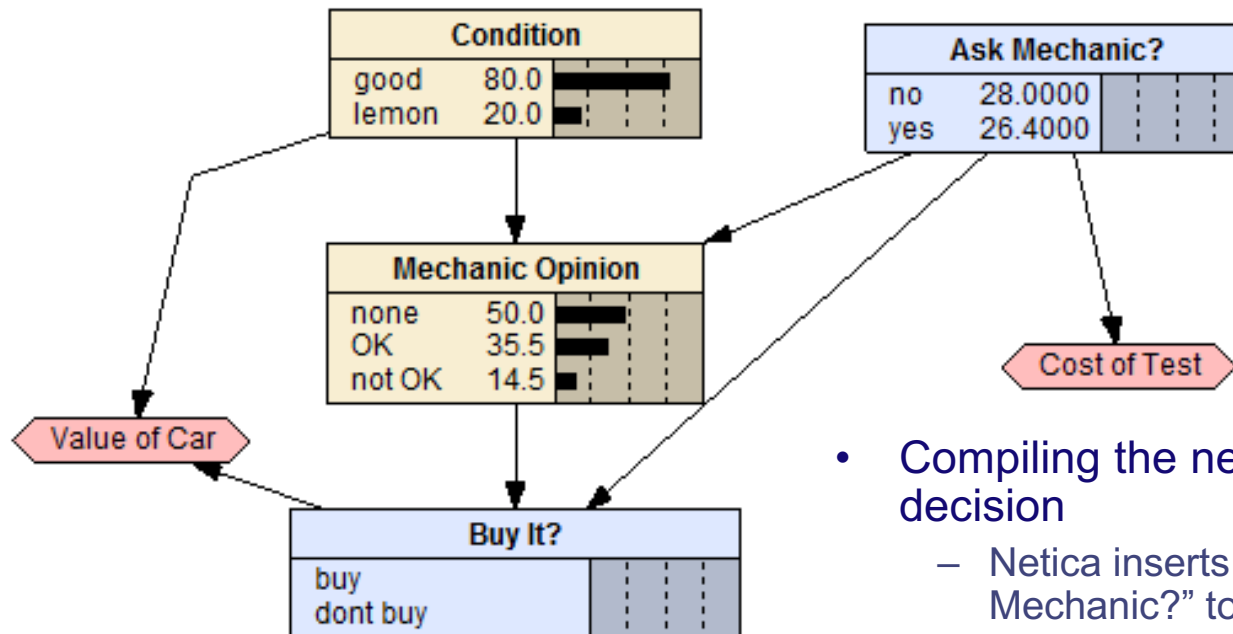 Condition
good 80.0
lemon 20.0
Ask Mechanic?
no 28.0000
yes 26.4000
Mechanic Opinion
none 50.0
OK 35.5
not OK 14.5
Cost of Test
Value of Car
Buy It?
buy
dont buy
• Compiling the ne
decision
– Netica inserts
Mechanic?” to